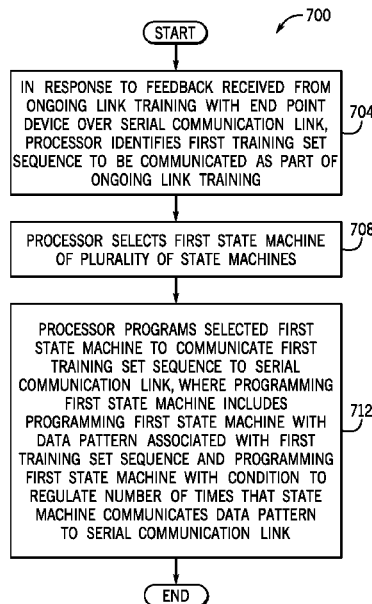 700
START
IN RESPONSE TO FEEDBACK RECEIVED FROM
ONGOING LINK TRAINING WITH END POINT
DEVICE OVER SERIAL COMMUNICATION LINK,
PROCESSOR IDENTIFIES FIRST TRAINING SET
SEQUENCE TO BE COMMUNICATED AS PART OF
ONGOING LINK TRAINING
704
PROCESSOR SELECTS FIRST STATE MACHINE
OF PLURALITY OF STATE MACHINES
708
PROCESSOR PROGRAMS SELECTED FIRST
STATE MACHINE TO COMMUNICATE FIRST
TRAINING SET SEQUENCE TO SERIAL
COMMUNICATION LINK, WHERE PROGRAMMING
FIRST STATE MACHINE INCLUDES
PROGRAMMING FIRST STATE MACHINE WITH
DATA PATTERN ASSOCIATED WITH FIRST
TRAINING SET SEQUENCE AND PROGRAMMING
FIRST STATE MACHINE WITH CONDITION TO
REGULATE NUMBER OF TIMES THAT STATE
MACHINE COMMUNICATES DATA PATTERN
TO SERIAL COMMUNICATION LINK
712
END